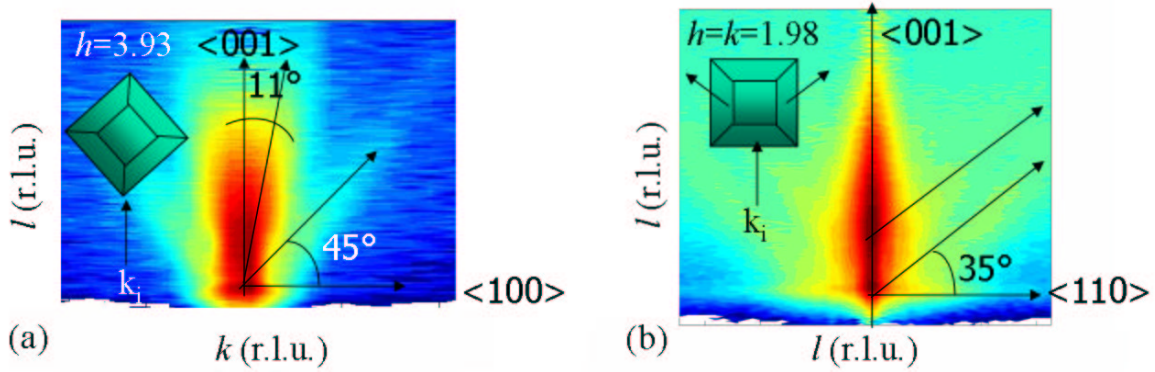 h=3.93
<001>
11°
45°
k_i
<100>
l (r.l.u.)
k (r.l.u.)
(a)
h=k=1.98
<001>
k_i
35°
<110>
l (r.l.u.)
l (r.l.u.)
(b)